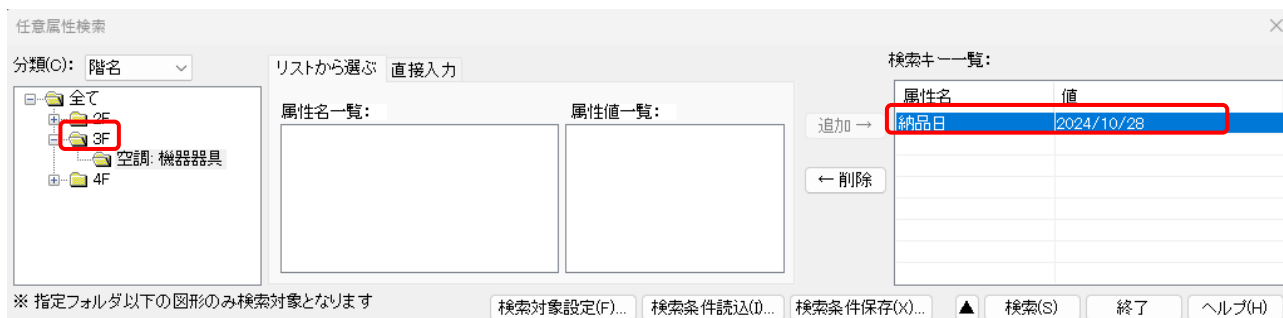 任意属性検索
分類(C): 階名
全て
2F
3F
空調: 機器器具
4F
※ 指定フォルダ以下の図形のみ検索対象となります
リストから選ぶ 直接入力
属性名一覧: 属性値一覧:
追加→
←削除
検索キー一覧:
属性名 値
納品日 2024/10/28
検索対象設定(F)... 検索条件読込(I)... 検索条件保存(X)... ▲ 検索(S) 終了 ヘルプ(H)